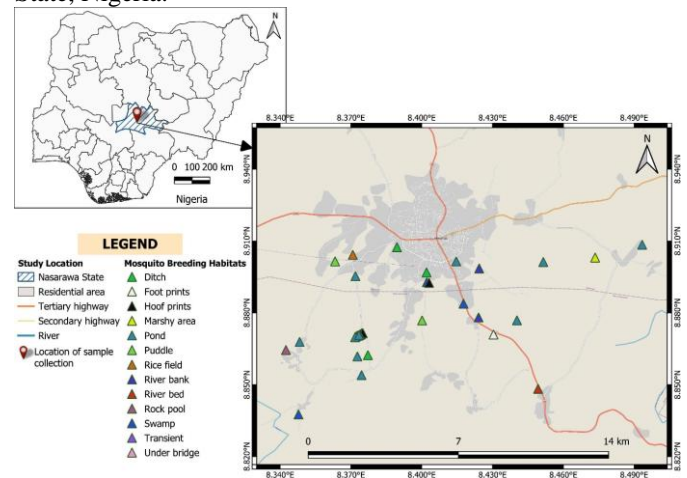 State, Nigeria.
N
0 100 200 km
Nigeria
8.340°E 8.370°E 8.400°E 8.430°E 8.460°E 8.490°E
N
8.940°N 8.940°N
8.910°N 8.910°N
8.880°N 8.880°N
8.850°N 8.850°N
8.820°N 8.820°N
0 7 14 km
8.340°E 8.370°E 8.400°E 8.430°E 8.460°E 8.490°E
LEGEND
Study Location
Nasarawa State
Residential area
Tertiary highway
Secondary highway
River
Location of sample
collection
Mosquito Breeding Habitats
Ditch
Foot prints
Hoof prints
Marshy area
Pond
Puddle
Rice field
River bank
River bed
Rock pool
Swamp
Transient
Under bridge